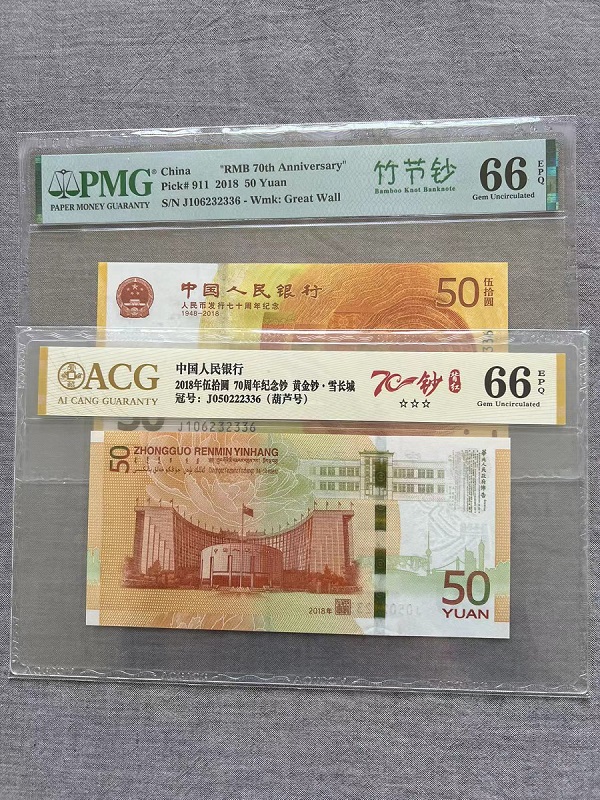 PMG
PAPER MONEY GUARANTY
China "RMB 70th Anniversary"
Pick# 911 2018 50 Yuan
S/N J106232336 - Wmk: Great Wall
竹节钞
Bamboo Knot Banknote
66 EPQ
Gem Uncirculated
中国人民银行
人民币发行七十周年纪念
1948-2018
50 伍拾圆
ACG
AI CANG GUARANTY
中国人民银行
2018年伍拾圆 70周年纪念钞 黄金钞·雪长城
冠号: J050222336 (葫芦号)
70一钞 背红
☆☆☆
66 EPQ
Gem Uncirculated
50
J106232336
50
ZHONGGUO RENMIN YINHANG
2018年
50
YUAN